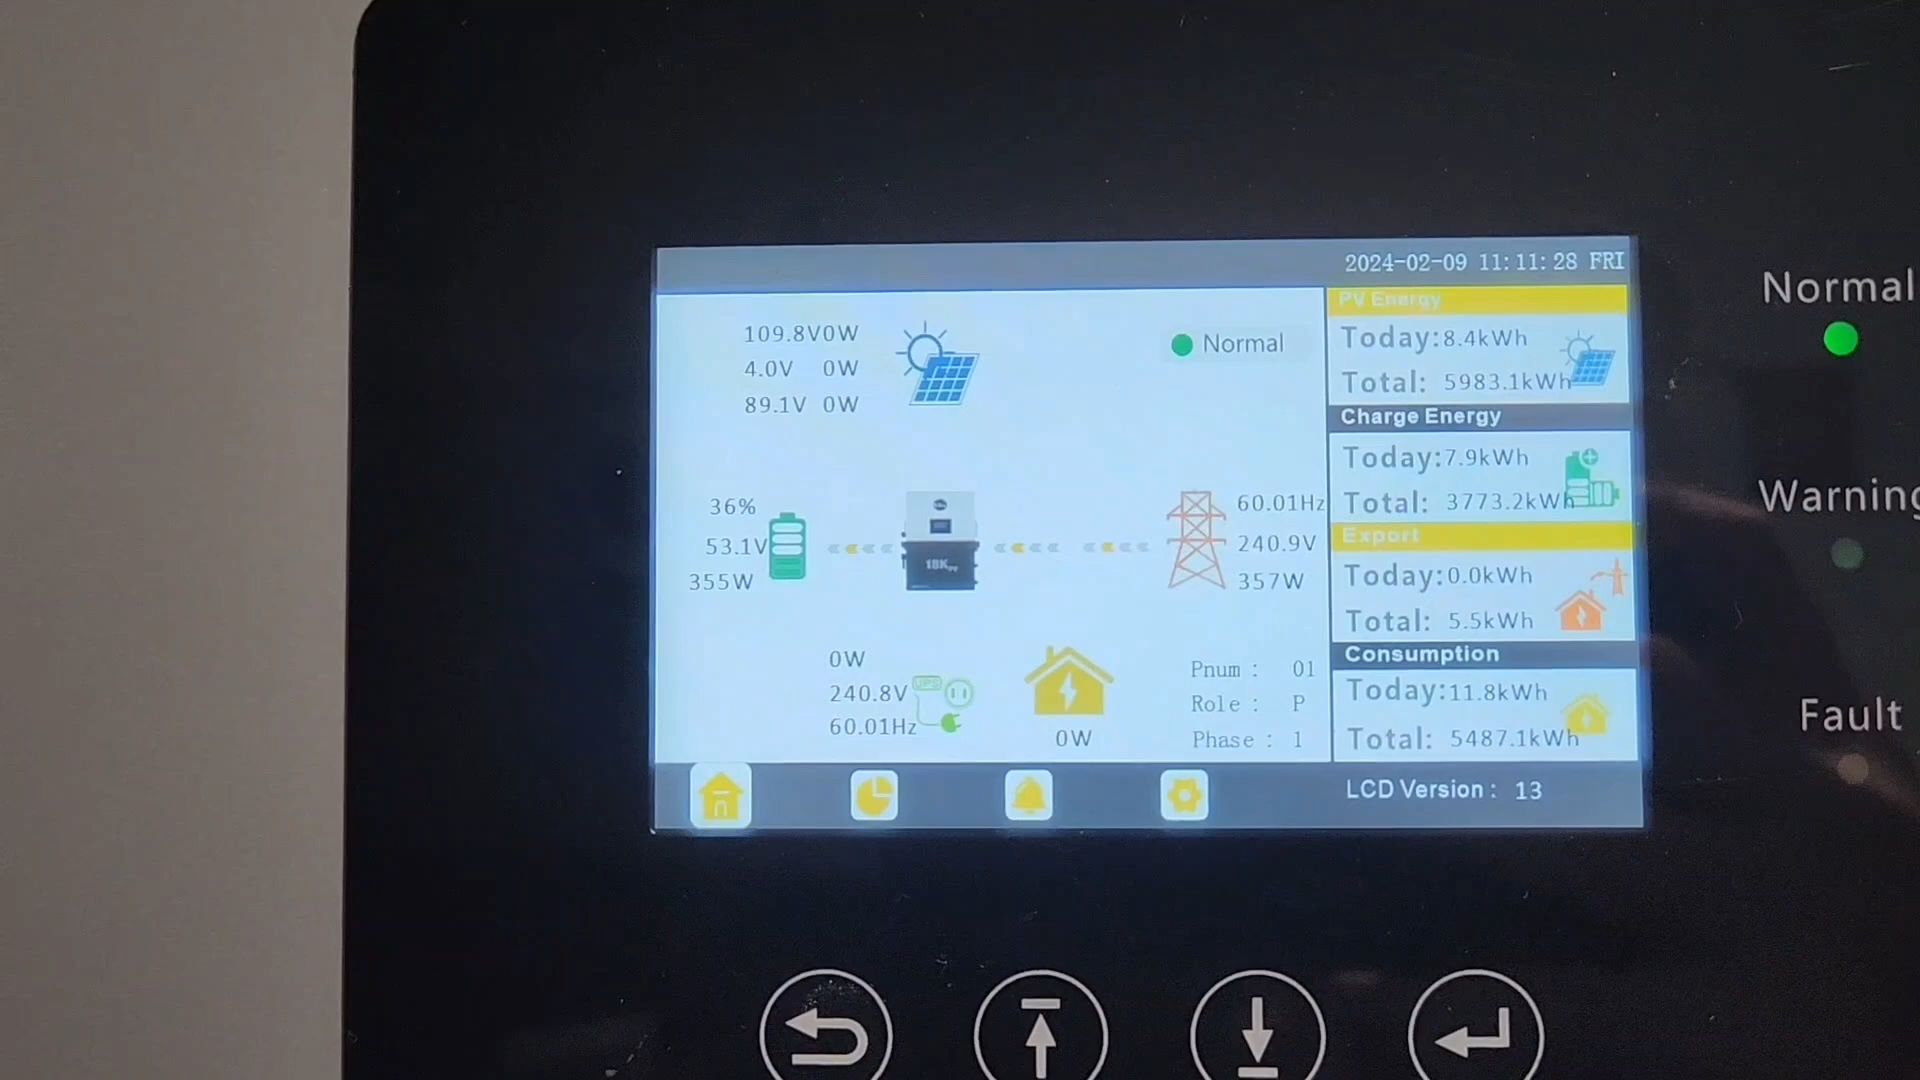 2024-02-09 11:11:28 FRI
109.8V0W
4.0V 0W
89.1V 0W
Normal
36%
53.1V
355W
18KPV
60.01Hz
240.9V
357W
0W
240.8V
60.01Hz
UPS
0W
Pnum : 01
Role : P
Phase : 1
PV Energy
Today:8.4kWh
Total: 5983.1kWh
Charge Energy
Today:7.9kWh
Total: 3773.2kWh
Export
Today:0.0kWh
Total: 5.5kWh
Consumption
Today:11.8kWh
Total: 5487.1kWh
LCD Version : 13
Normal
Warning
Fault